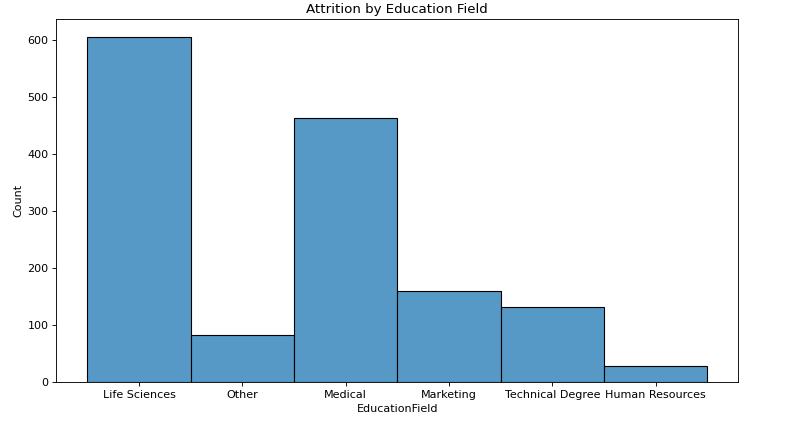 Attrition by Education Field
600
500
400
300
200
100
0
Count
Life Sciences
Other
Medical
Marketing
Technical Degree
Human Resources
EducationField